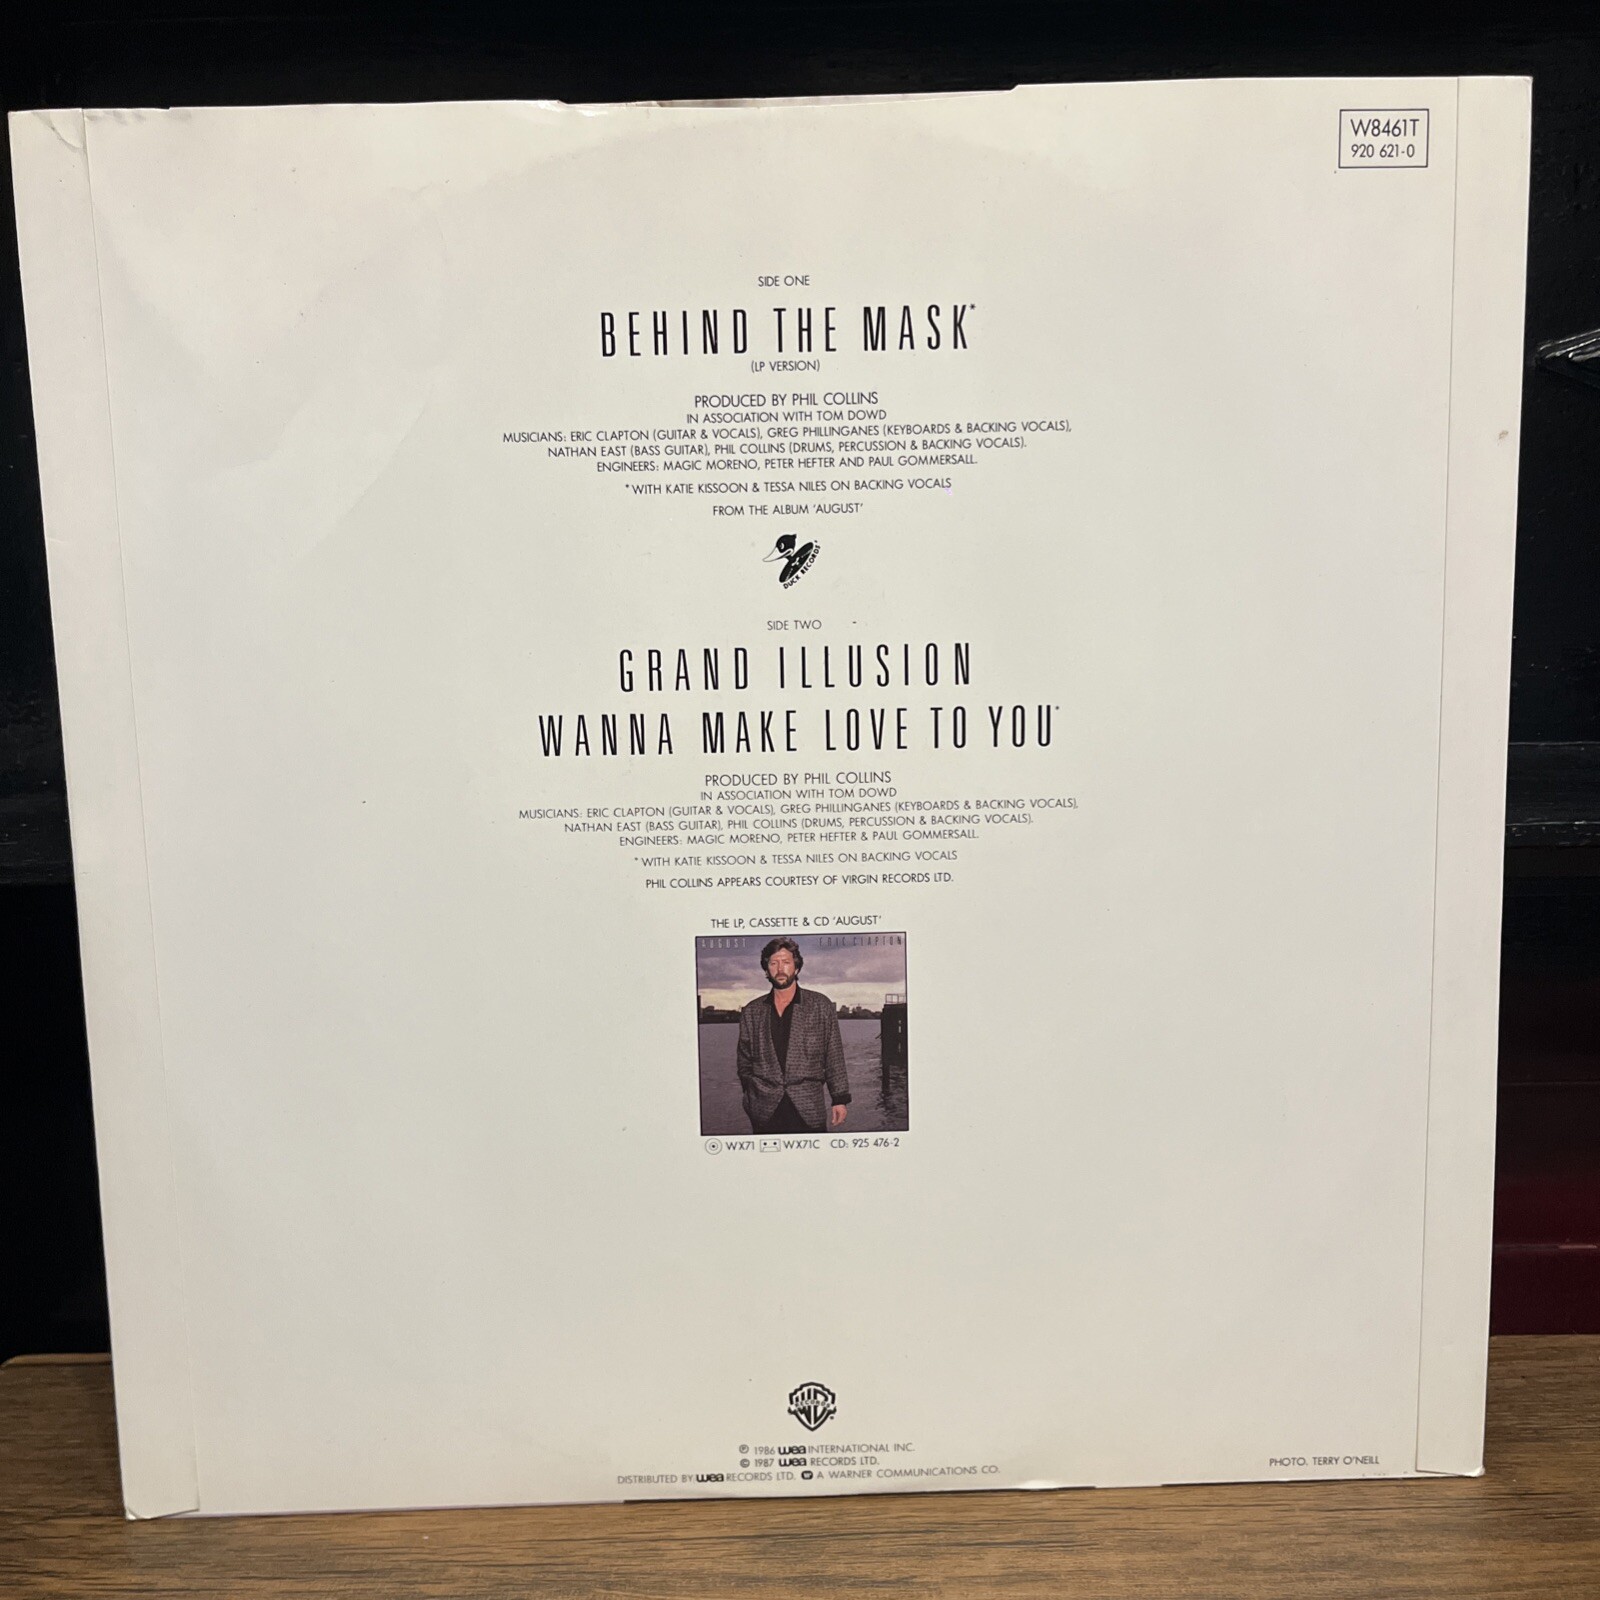 W8461T
920 621-0
SIDE ONE
BEHIND THE MASK*
(LP VERSION)
PRODUCED BY PHIL COLLINS
IN ASSOCIATION WITH TOM DOWD
MUSICIANS: ERIC CLAPTON (GUITAR & VOCALS), GREG PHILLINGANES (KEYBOARDS & BACKING VOCALS),
NATHAN EAST (BASS GUITAR), PHIL COLLINS (DRUMS, PERCUSSION & BACKING VOCALS).
ENGINEERS: MAGIC MORENO, PETER HEFTER AND PAUL GOMMERSALL.
*WITH KATIE KISSOON & TESSA NILES ON BACKING VOCALS
FROM THE ALBUM 'AUGUST'
DUCK RECORDS
SIDE TWO
GRAND ILLUSION
WANNA MAKE LOVE TO YOU*
PRODUCED BY PHIL COLLINS
IN ASSOCIATION WITH TOM DOWD
MUSICIANS: ERIC CLAPTON (GUITAR & VOCALS), GREG PHILLINGANES (KEYBOARDS & BACKING VOCALS),
NATHAN EAST (BASS GUITAR), PHIL COLLINS (DRUMS, PERCUSSION & BACKING VOCALS).
ENGINEERS: MAGIC MORENO, PETER HEFTER & PAUL GOMMERSALL.
*WITH KATIE KISSOON & TESSA NILES ON BACKING VOCALS
PHIL COLLINS APPEARS COURTESY OF VIRGIN RECORDS LTD.
THE LP, CASSETTE & CD 'AUGUST'
AUGUST ERIC CLAPTON
WX71 WX71C CD: 925 476-2
RECORDS
℗ 1986 wea INTERNATIONAL INC.
© 1987 wea RECORDS LTD.
DISTRIBUTED BY wea RECORDS LTD. A WARNER COMMUNICATIONS CO.
PHOTO. TERRY O'NEILL